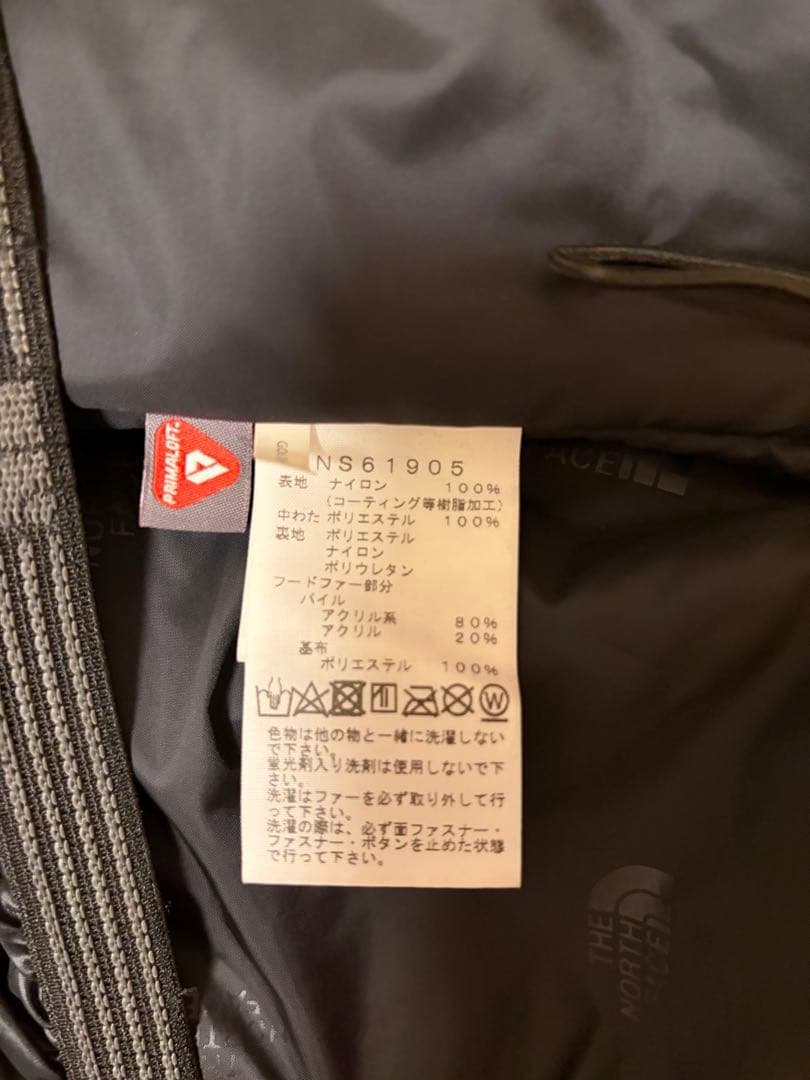 PRIMALOFT
NS61905
表地 ナイロン 100%
(コーティング等樹脂加工)
中わた ポリエステル 100%
裏地 ポリエステル
ナイロン
ポリウレタン
フードファー部分
パイル
アクリル系 80%
アクリル 20%
基布
ポリエステル 100%
W
色物は他の物と一緒に洗濯しない
で下さい。
蛍光剤入り洗剤は使用しないで下
さい。
洗濯はファーを必ず取り外して行
って下さい。
洗濯の際は、必ず面ファスナー・
ファスナー・ボタンを止めた状態
で行って下さい。
THE
NORTH
FACE